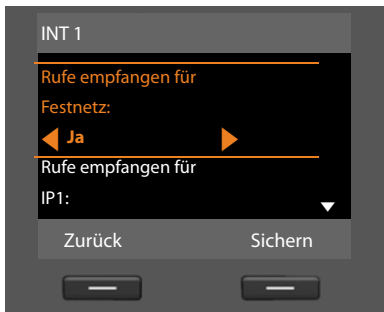 INT 1
Rufe empfangen für
Festnetz:
Ja
Rufe empfangen für
IP1:
Zurück Sichern